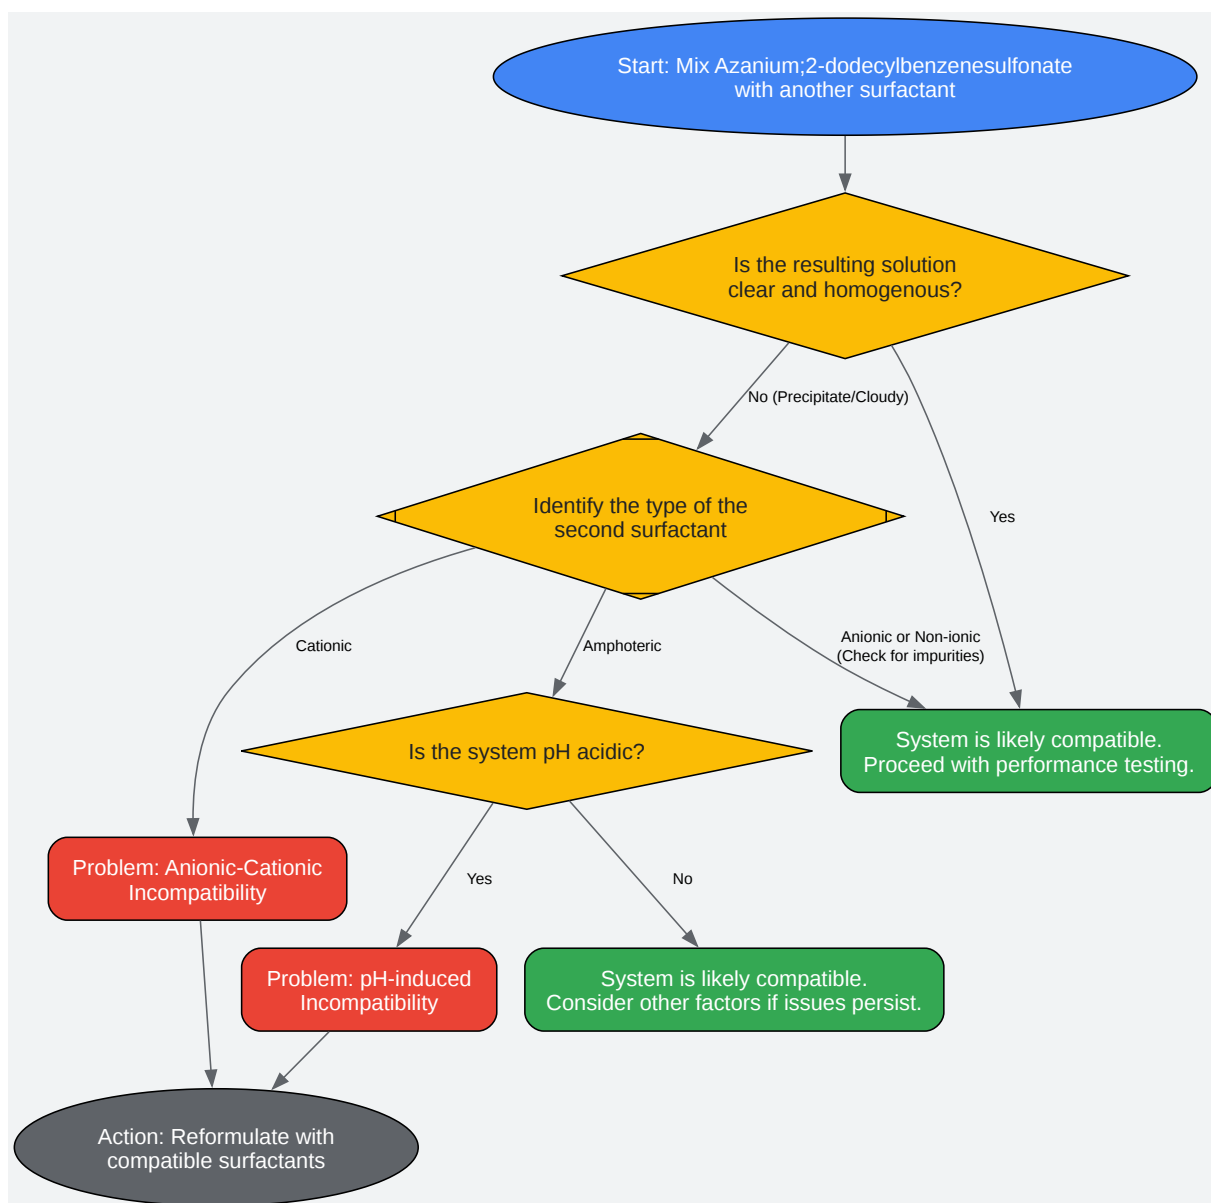 Start: Mix Azanium;2-dodecylbenzenesulfonate
with another surfactant
Is the resulting solution
clear and homogenous?
No (Precipitate/Cloudy)
Yes
Identify the type of the
second surfactant
Cationic
Amphoteric
Anionic or Non-ionic
(Check for impurities)
Is the system pH acidic?
System is likely compatible.
Proceed with performance testing.
Problem: Anionic-Cationic
Incompatibility
Yes
No
Problem: pH-induced
Incompatibility
System is likely compatible.
Consider other factors if issues persist.
Action: Reformulate with
compatible surfactants